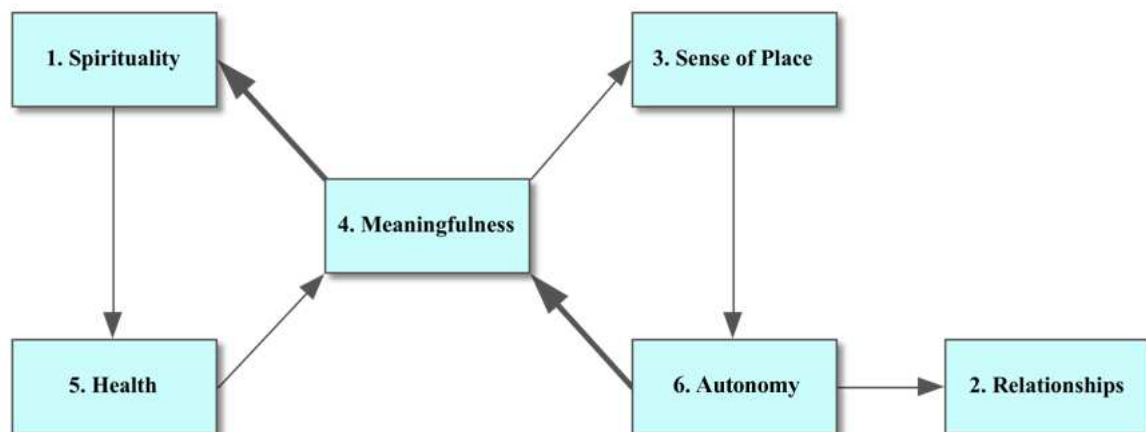 1. Spirituality
3. Sense of Place
4. Meaningfulness
5. Health
6. Autonomy
2. Relationships